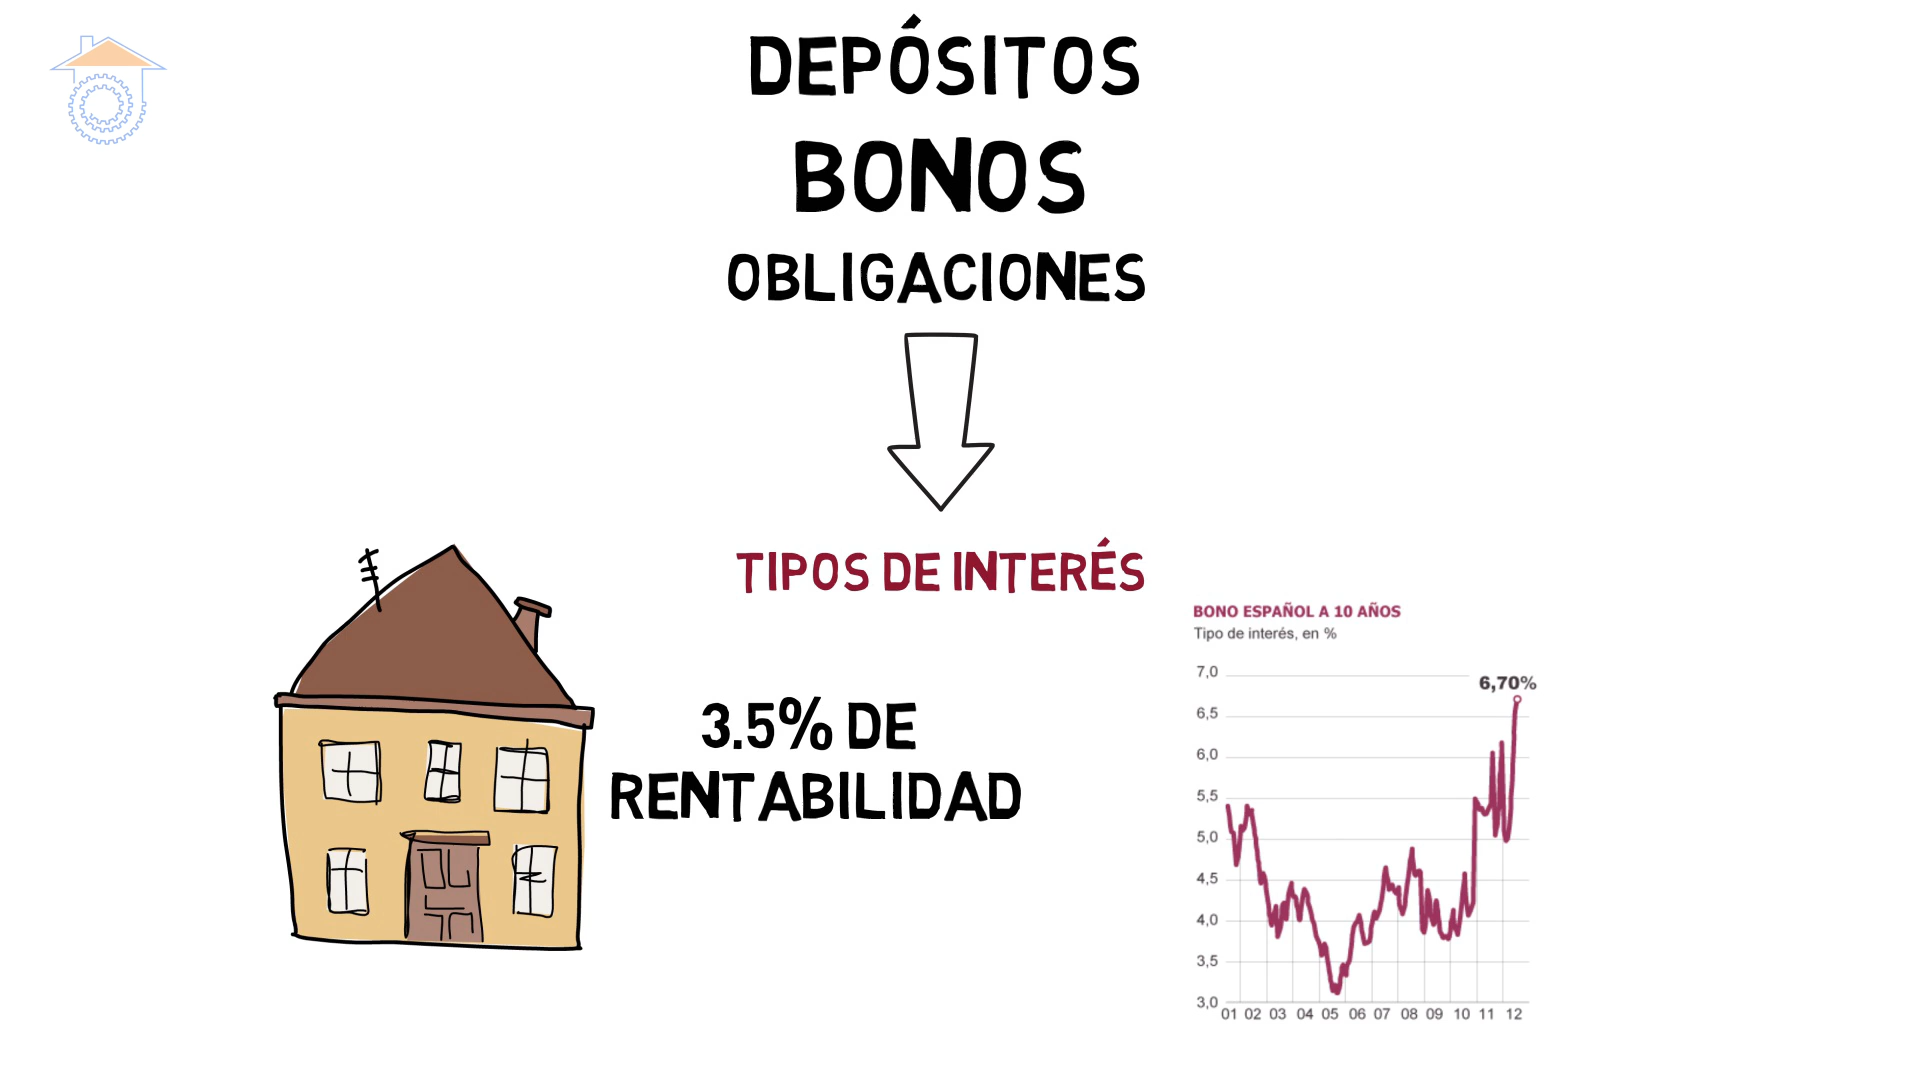 DEPÓSITOS
BONOS
OBLIGACIONES
TIPOS DE INTERÉS
3.5% DE
RENTABILIDAD
BONO ESPAÑOL A 10 AÑOS
Tipo de interés, en %
7,0
6,70%
6,5
6,0
5,5
5,0
4,5
4,0
3,5
3,0
01 02 03 04 05 06 07 08 09 10 11 12